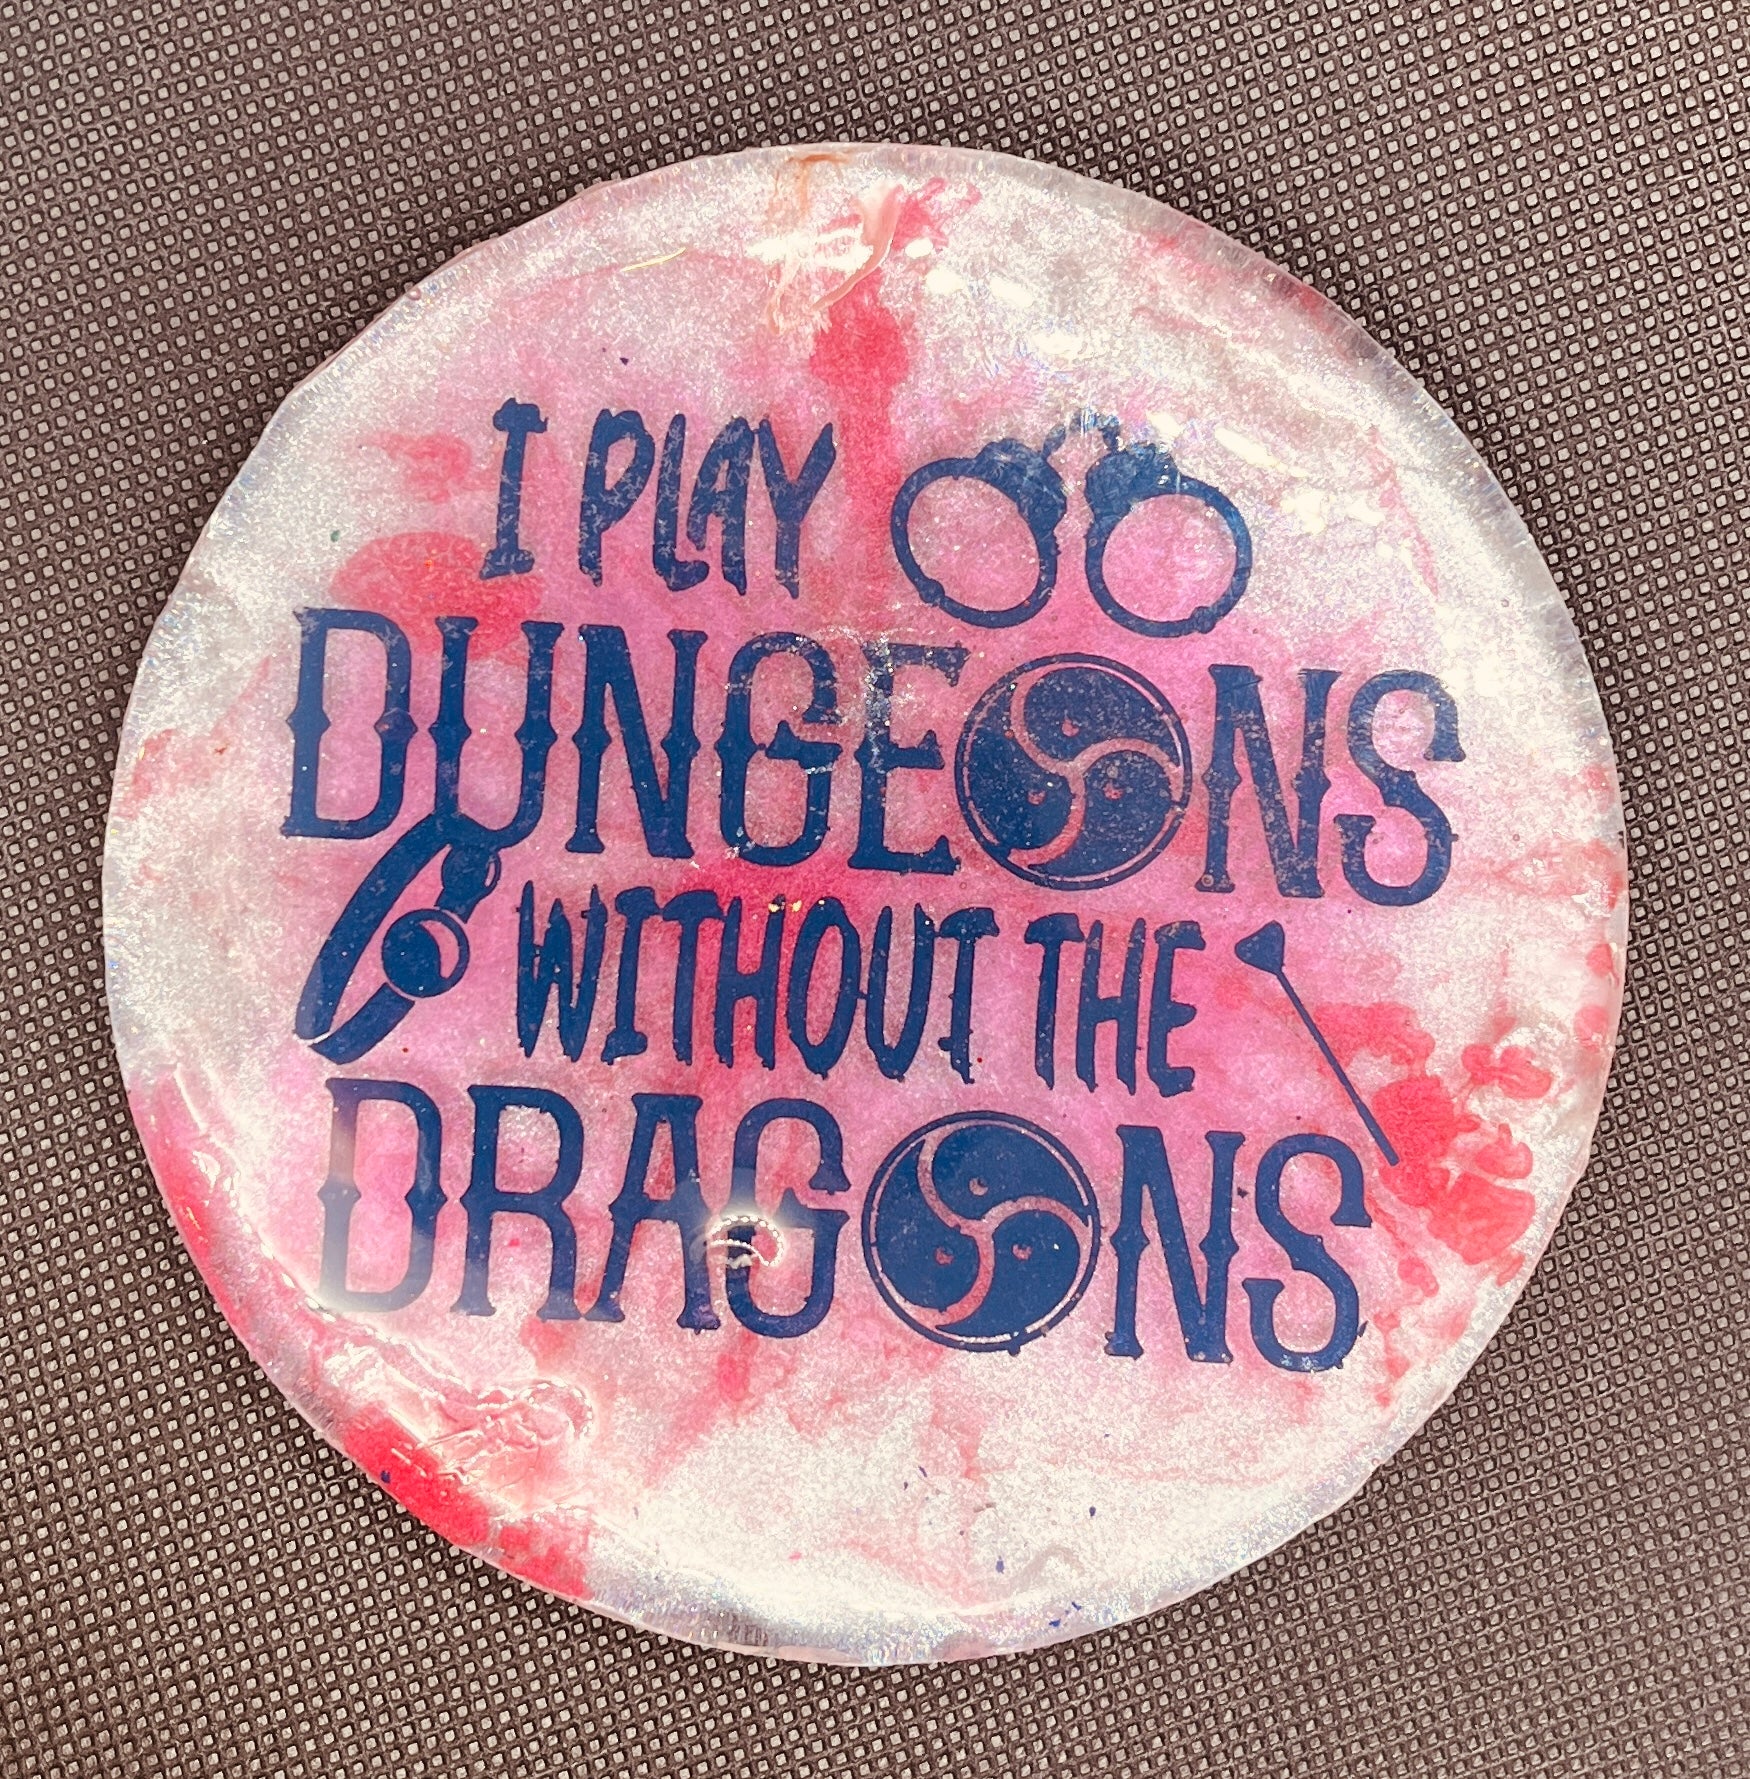 I PLAY
DUNGEONS
WITHOUT THE
DRAGONS